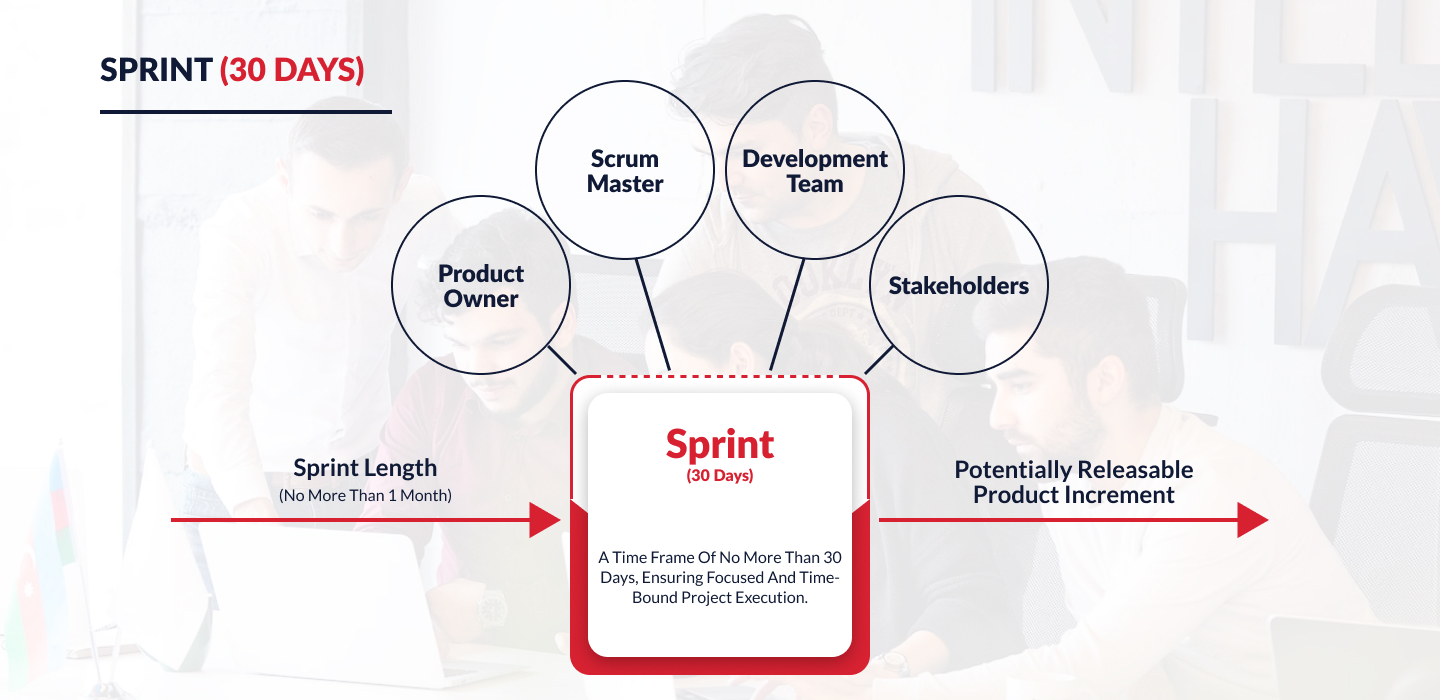 SPRINT (30 DAYS)
Scrum
Master
Development
Team
Product
Owner
Stakeholders
Sprint
(30 Days)
Sprint Length
(No More Than 1 Month)
Potentially Releasable
Product Increment
A Time Frame Of No More Than 30
Days, Ensuring Focused And Time-
Bound Project Execution.